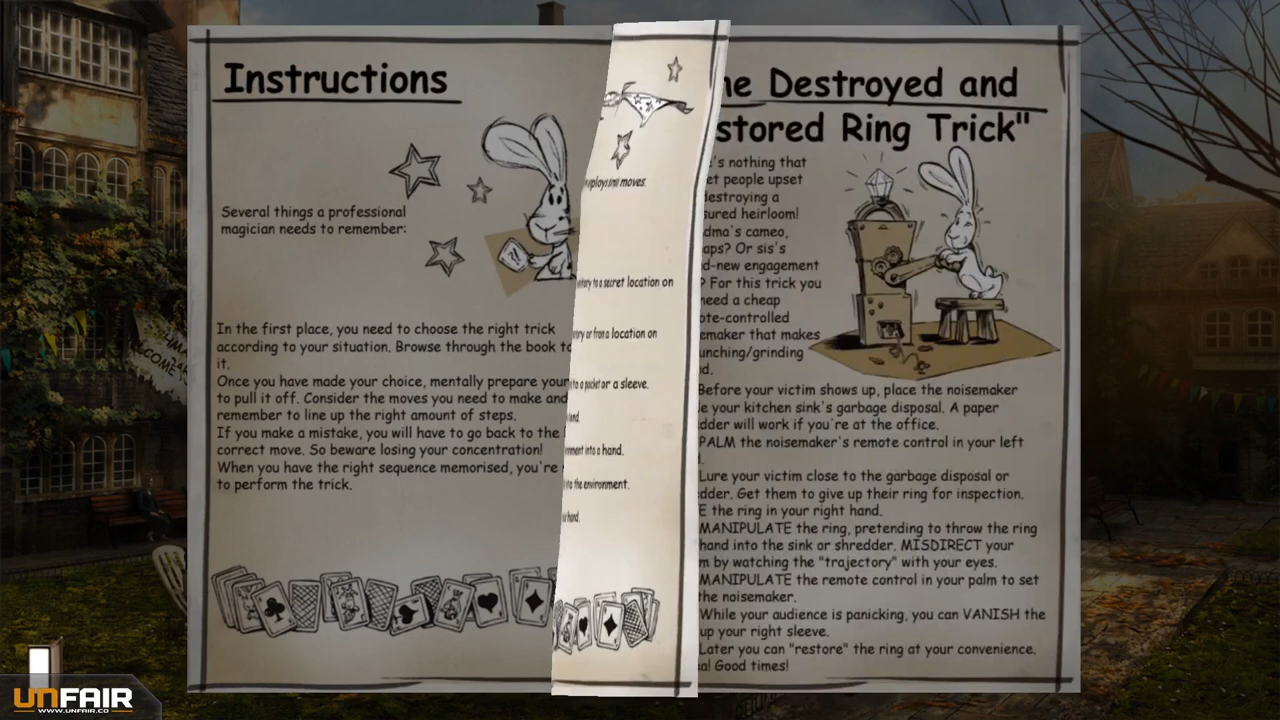 Instructions
Several things a professional
magician needs to remember:
In the first place, you need to choose the right trick
according to your situation. Browse through the book to
it.
Once you have made your choice, mentally prepare your
to pull it off. Consider the moves you need to make and
remember to line up the right amount of steps.
If you make a mistake, you will have to go back to the
correct move. So beware losing your concentration!
When you have the right sequence memorised, you're
to perform the trick.
moves.
to a secret location on
or from a location on
to a pocket or a sleeve.
into a hand.
to the environment.
hand.
he Destroyed and
stored Ring Trick"
's nothing that
et people upset
destroying a
sured heirloom!
dma's cameo,
aps? Or sis's
d-new engagement
? For this trick you
need a cheap
ote-controlled
emaker that makes
unching/grinding
d.
Before your victim shows up, place the noisemaker
e your kitchen sink's garbage disposal. A paper
dder will work if you're at the office.
PALM the noisemaker's remote control in your left
Lure your victim close to the garbage disposal or
dder. Get them to give up their ring for inspection.
E the ring in your right hand.
MANIPULATE the ring, pretending to throw the ring
hand into the sink or shredder. MISDIRECT your
m by watching the "trajectory" with your eyes.
MANIPULATE the remote control in your palm to set
the noisemaker.
While your audience is panicking, you can VANISH the
up your right sleeve.
Later you can "restore" the ring at your convenience.
a! Good times!
UNFAIR
WWW.UNFAIR.CO